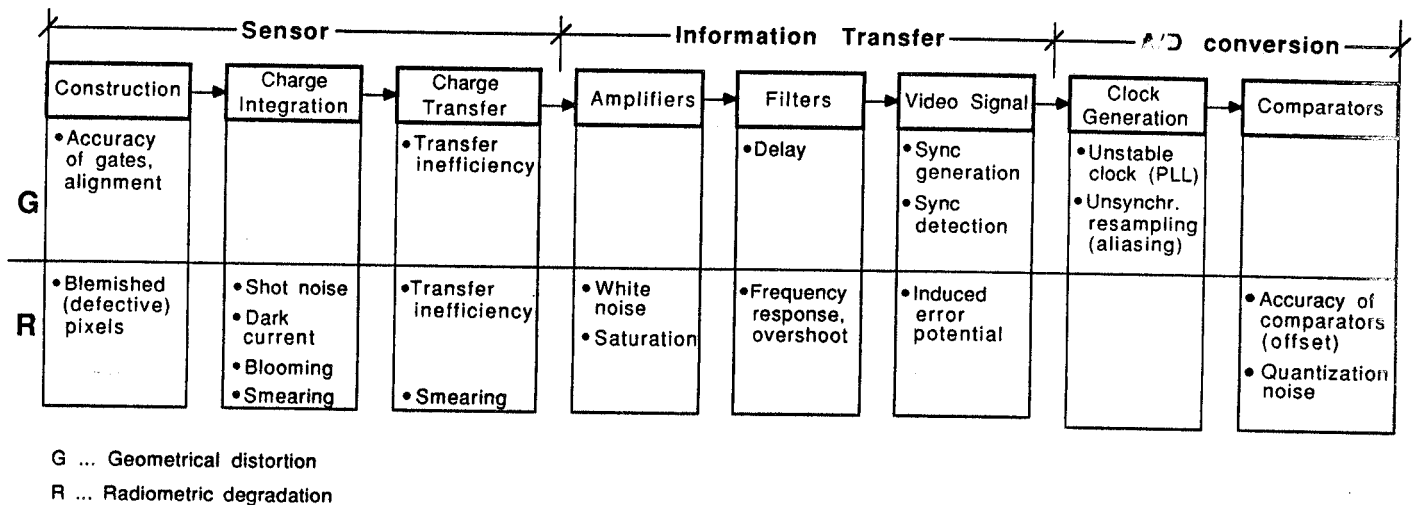 Sensor
Information Transfer
A/D conversion
Construction
Charge
Integration
Charge
Transfer
Amplifiers
Filters
Video Signal
Clock
Generation
Comparators
G
• Accuracy
of gates,
alignment
• Transfer
inefficiency
• Delay
• Sync
generation
• Sync
detection
• Unstable
clock (PLL)
• Unsynchr.
resampling
(aliasing)
R
• Blemished
(defective)
pixels
• Shot noise
• Dark
current
• Blooming
• Smearing
• Transfer
inefficiency
• Smearing
• White
noise
• Saturation
• Frequency
response,
overshoot
• Induced
error
potential
• Accuracy of
comparators
(offset)
• Quantization
noise
G ... Geometrical distortion
R ... Radiometric degradation